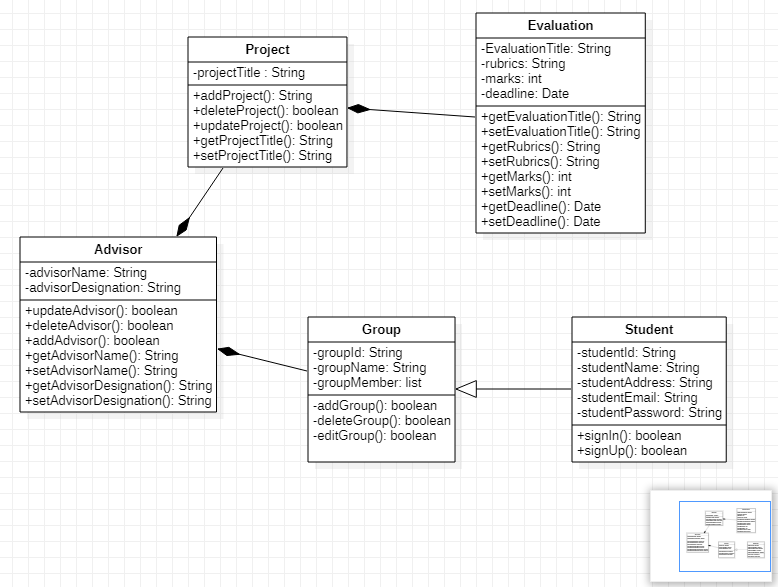 Project
-projectTitle : String
+addProject(): String
+deleteProject(): boolean
+updateProject(): boolean
+getProjectTitle(): String
+setProjectTitle(): String
Evaluation
-EvaluationTitle: String
-rubrics: String
-marks: int
-deadline: Date
+getEvaluationTitle(): String
+setEvaluationTitle(): String
+getRubrics(): String
+setRubrics(): String
+getMarks(): int
+setMarks(): int
+getDeadline(): Date
+setDeadline(): Date
Advisor
-advisorName: String
-advisorDesignation: String
+updateAdvisor(): boolean
+deleteAdvisor(): boolean
+addAdvisor(): boolean
+getAdvisorName(): String
+setAdvisorName(): String
+getAdvisorDesignation(): String
+setAdvisorDesignation(): String
Group
-groupId: String
-groupName: String
-groupMember: list
-addGroup(): boolean
-deleteGroup(): boolean
-editGroup(): boolean
Student
-studentId: String
-studentName: String
-studentAddress: String
-studentEmail: String
-studentPassword: String
+signIn(): boolean
+signUp(): boolean